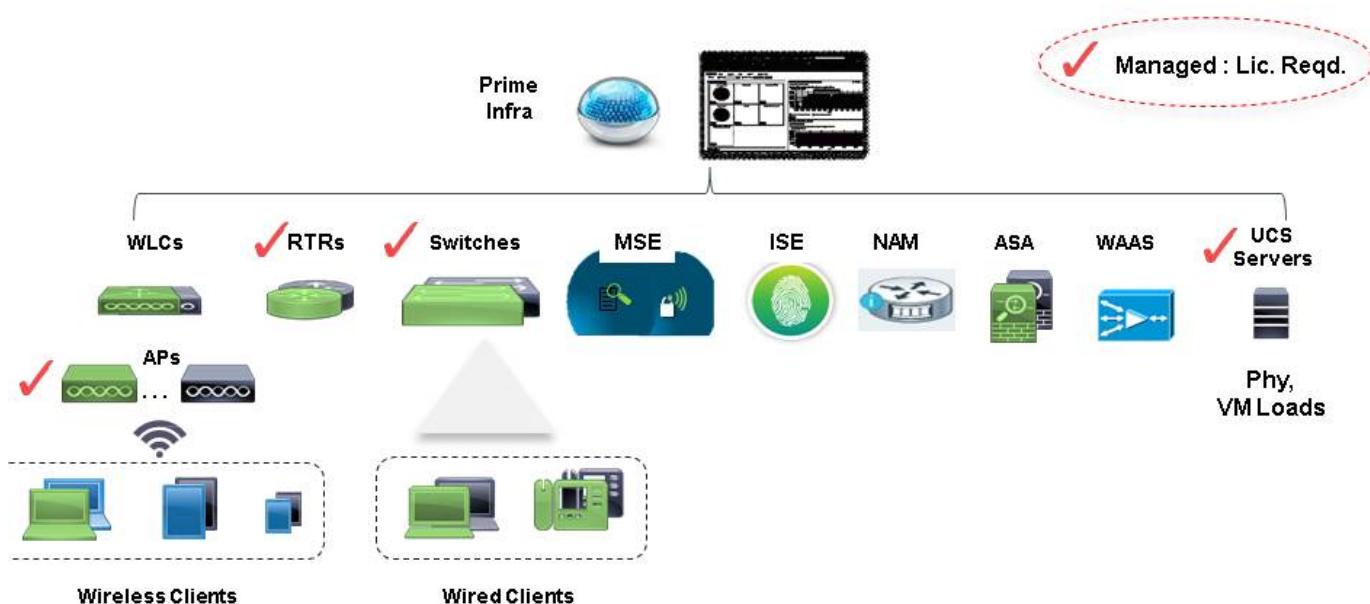 Prime
Infra
Managed : Lic. Reqd.
WLCs
RTRs
Switches
MSE
ISE
NAM
ASA
WAAS
UCS
Servers
APs
...
Phy,
VM Loads
Wireless Clients
Wired Clients